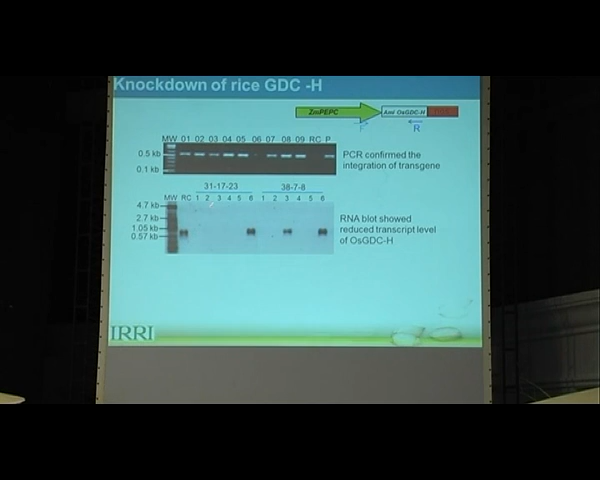 Knockdown of rice GDC -H
ZmPEPC
Ami OsGDC-H
F
R
MW 01 02 03 04 05 06 07 08 09 RC P
0.5 kb
0.1 kb
PCR confirmed the
integration of transgene
31-17-23 38-7-8
MW RC 1 2 3 4 5 6 1 2 3 4 5 6
4.7 kb
2.7 kb
1.05 kb
0.57 kb
RNA blot showed
reduced transcript level
of OsGDC-H
IRRI